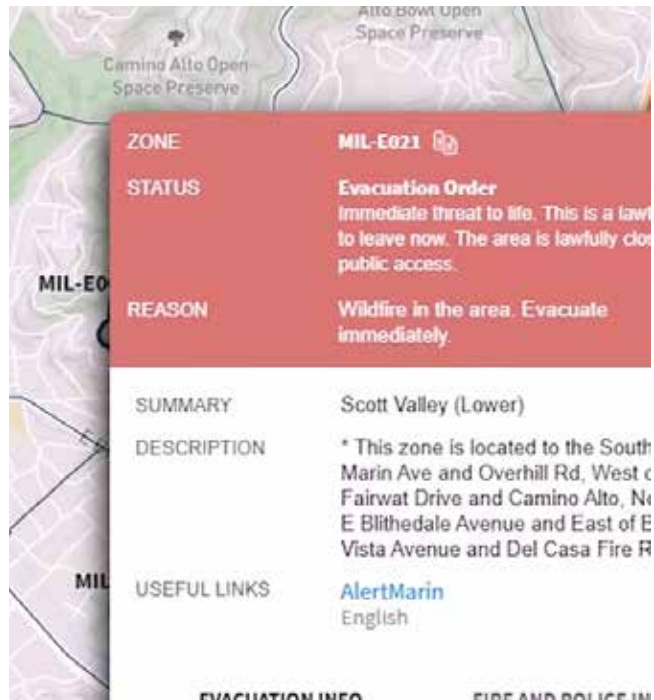 Alto Bowl Open
Space Preserve
Camino Alto Open
Space Preserve
ZONE MIL-E021
STATUS Evacuation Order
Immediate threat to life. This is a lawf
to leave now. The area is lawfully clos
public access.
MIL-E0
REASON Wildfire in the area. Evacuate
immediately.
SUMMARY Scott Valley (Lower)
DESCRIPTION * This zone is located to the South
Marin Ave and Overhill Rd, West o
Fairwat Drive and Camino Alto, No
E Blithedale Avenue and East of E
Vista Avenue and Del Casa Fire R
MIL
USEFUL LINKS AlertMarin
English
EVACUATION INFO FIRE AND POLICE IN